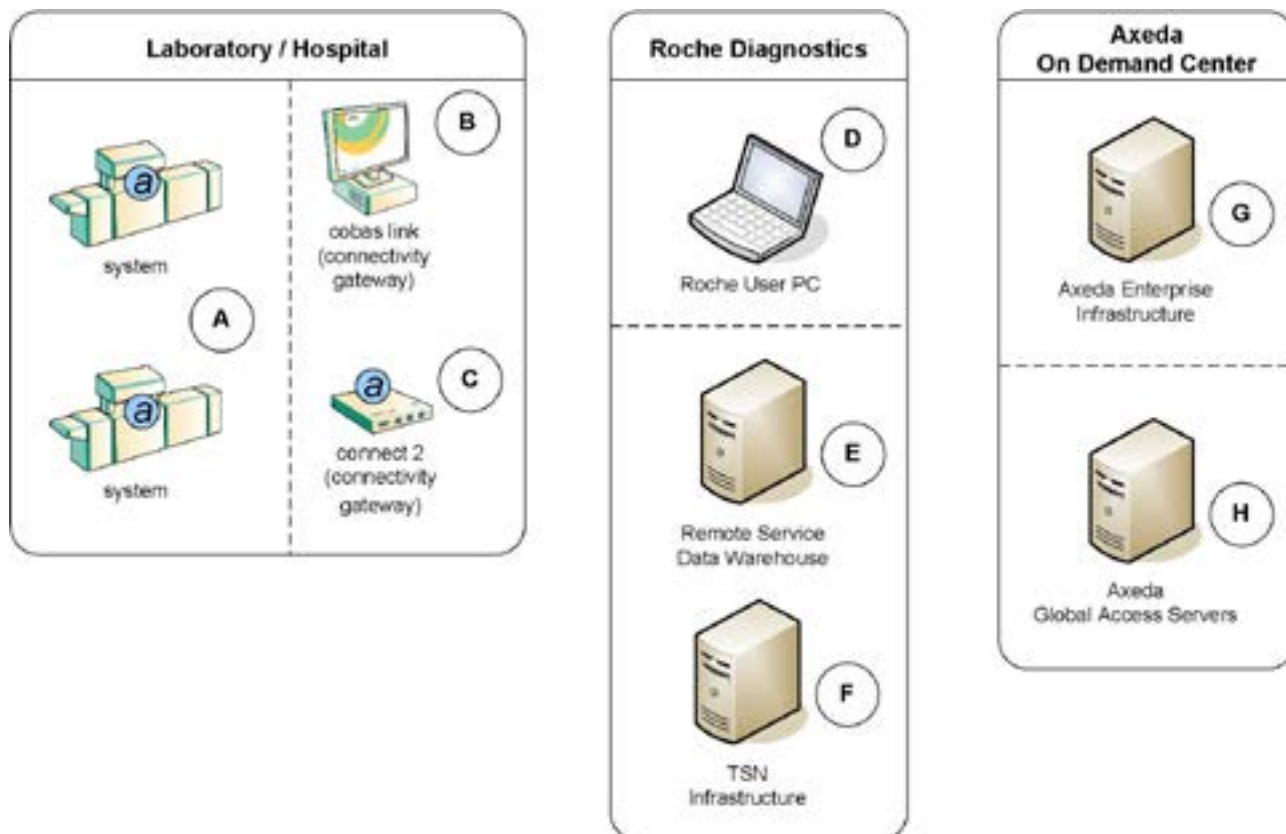 Laboratory / Hospital
a
system
B
cobas link
(connectivity
gateway)
A
a
system
a
C
connect 2
(connectivity
gateway)
Roche Diagnostics
D
Roche User PC
E
Remote Service
Data Warehouse
F
TSN
Infrastructure
Axeda
On Demand Center
G
Axeda Enterprise
Infrastructure
H
Axeda
Global Access Servers